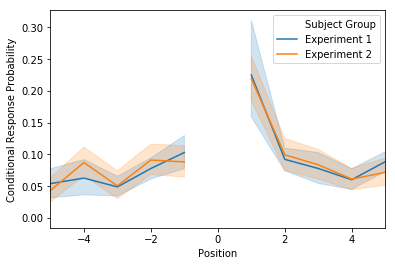 Subject Group
Experiment 1
Experiment 2
Conditional Response Probability
0.30
0.25
0.20
0.15
0.10
0.05
0.00
−4
−2
0
2
4
Position